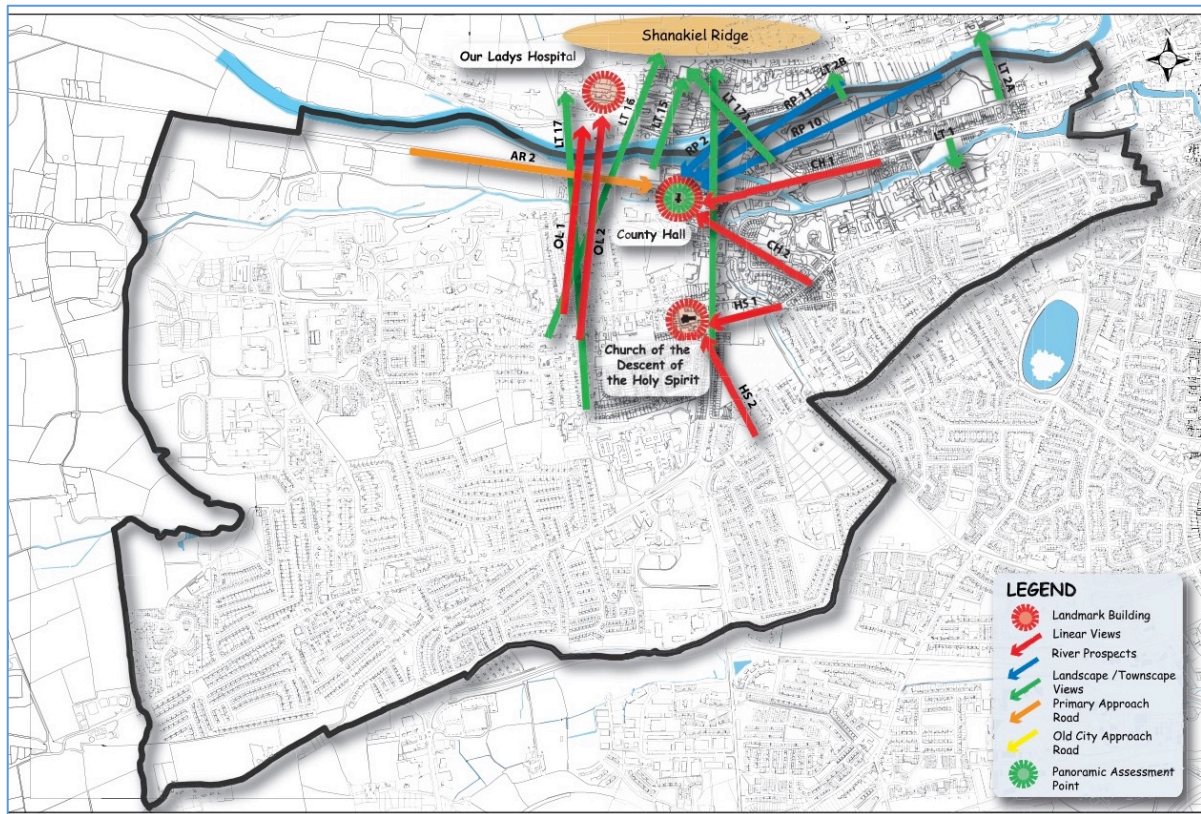 Shanakiel Ridge
Our Ladys Hospital
LT 2B
LT 2A
LT 17
LT 16
LT 15
LT 17A
RP 11
RP 2
RP 10
LT 1
AR 2
CH 1
OL 1
OL 2
County Hall
CH 2
HS 1
Church of the
Descent of
the Holy Spirit
HS 2
N
LEGEND
Landmark Building
Linear Views
River Prospects
Landscape /Townscape
Views
Primary Approach
Road
Old City Approach
Road
Panoramic Assessment
Point